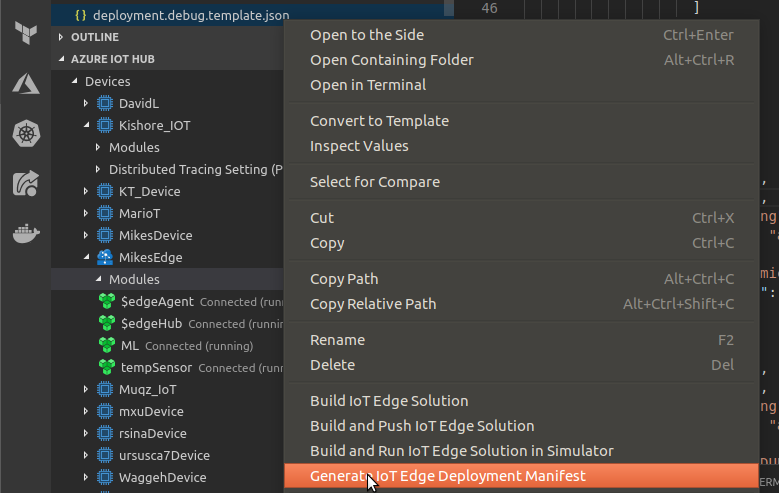 { } deployment.debug.template.json
46
]
OUTLINE
AZURE IOT HUB
Devices
DavidL
Kishore_IOT
Modules
Distributed Tracing Setting (P
KT_Device
MarioT
MikesDevice
MikesEdge
Modules
$edgeAgent Connected (runn
$edgeHub Connected (runnin
ML Connected (running)
tempSensor Connected (runn
Muqz_IoT
mxuDevice
rsinaDevice
ursusca7Device
WaggehDevice
Open to the Side Ctrl+Enter
Open Containing Folder Alt+Ctrl+R
Open in Terminal
Convert to Template
Inspect Values
Select for Compare
Cut Ctrl+X
Copy Ctrl+C
Copy Path Alt+Ctrl+C
Copy Relative Path Alt+Ctrl+Shift+C
Rename F2
Delete Del
Build IoT Edge Solution
Build and Push IoT Edge Solution
Build and Run IoT Edge Solution in Simulator
Generate IoT Edge Deployment Manifest